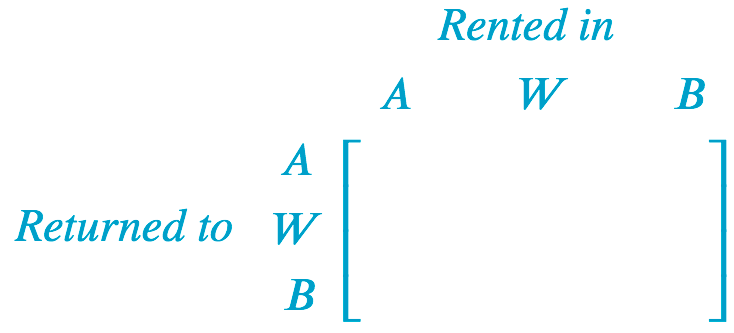 Rented in
A W B
A
Returned to W
B